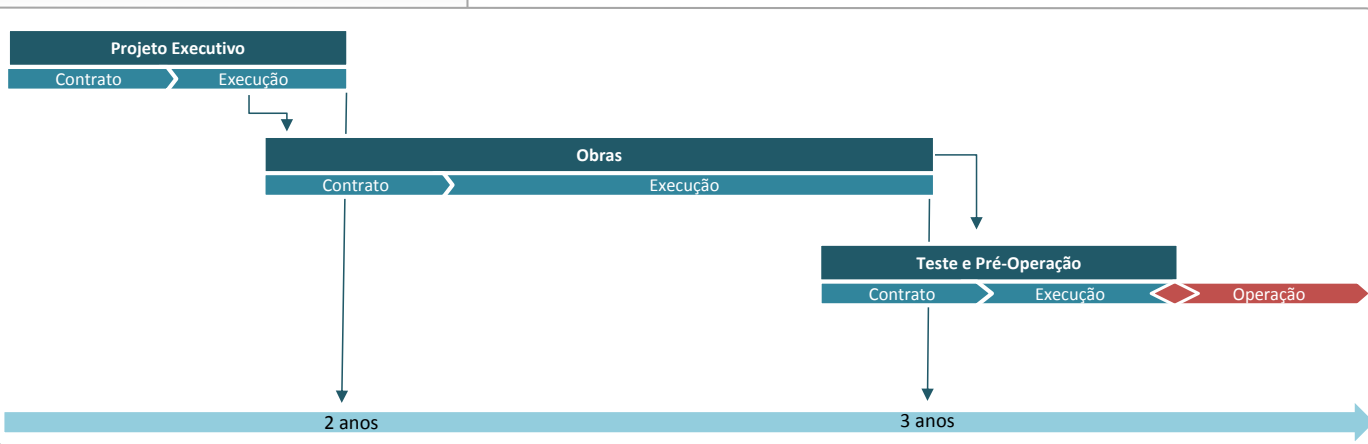 Projeto Executivo
Contrato
Execução
Obras
Contrato
Execução
Teste e Pré-Operação
Contrato
Execução
Operação
2 anos
3 anos